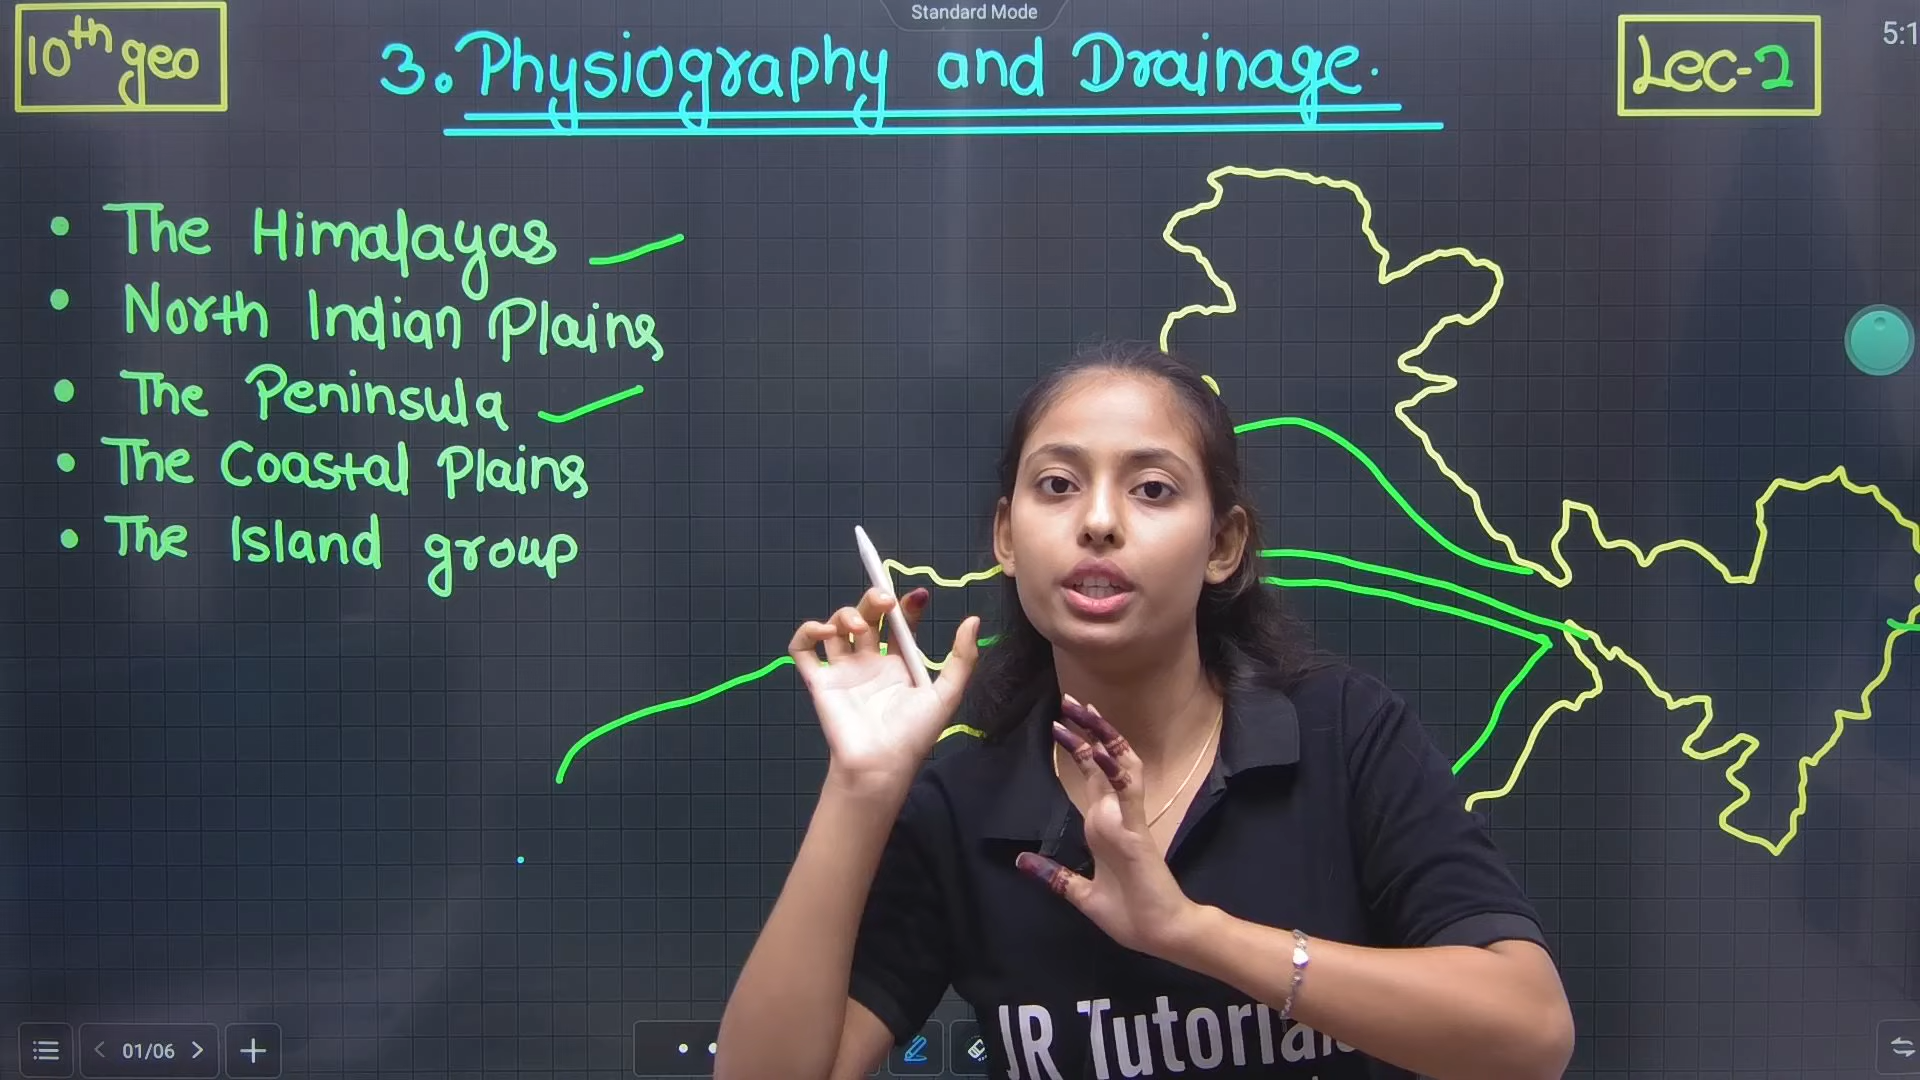 Standard Mode
10th geo
3. Physiography and Drainage.
Lec-2
5:1
• The Himalayas
• North Indian Plains
• The Peninsula
• The Coastal Plains
• The Island group
JR Tutorials
01/06